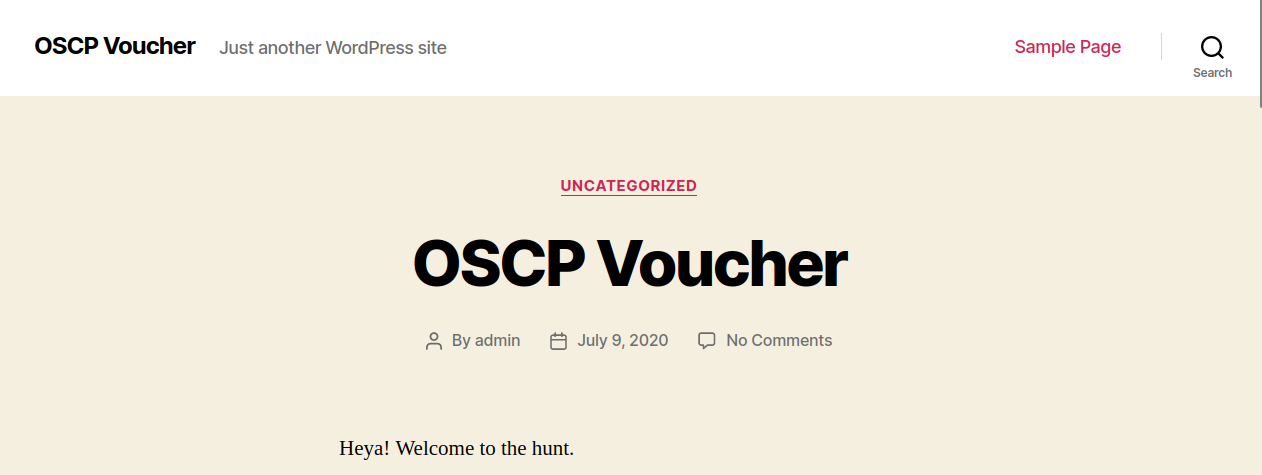 OSCP Voucher Just another WordPress site Sample Page
Search
UNCATEGORIZED
OSCP Voucher
By admin July 9, 2020 No Comments
Heya! Welcome to the hunt.